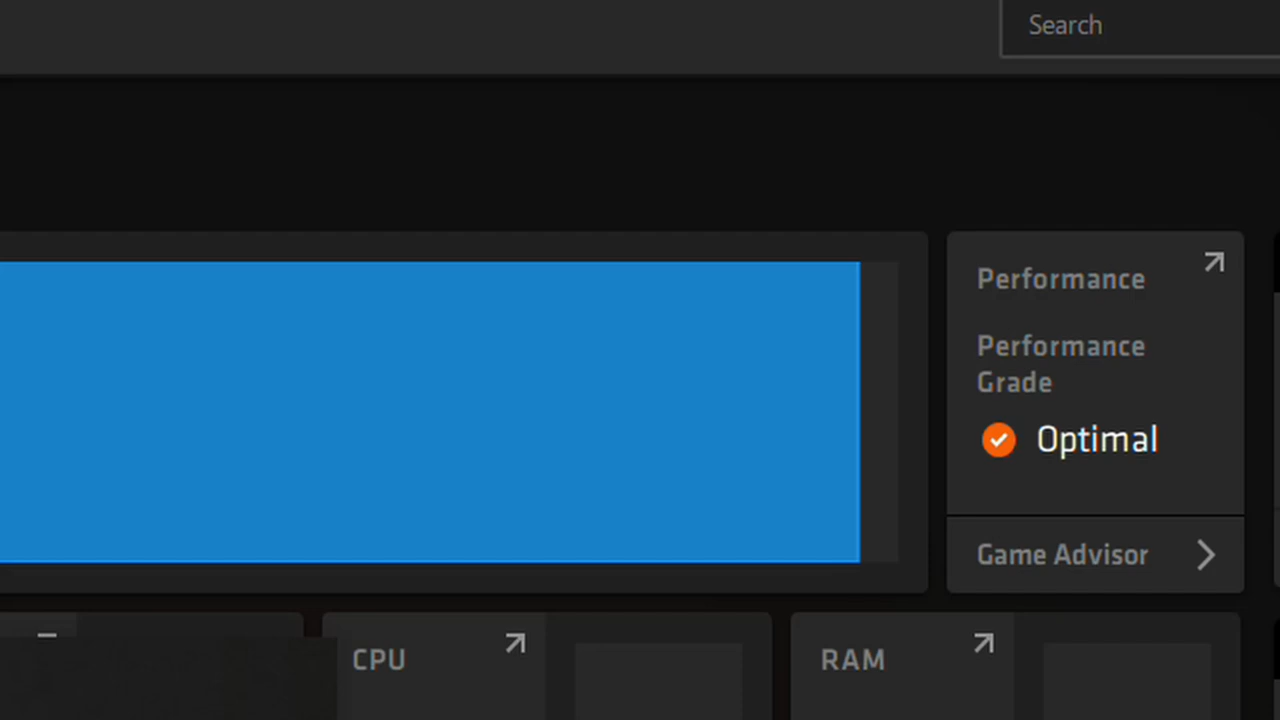 Search
Performance
Performance
Grade
Optimal
Game Advisor
CPU
RAM